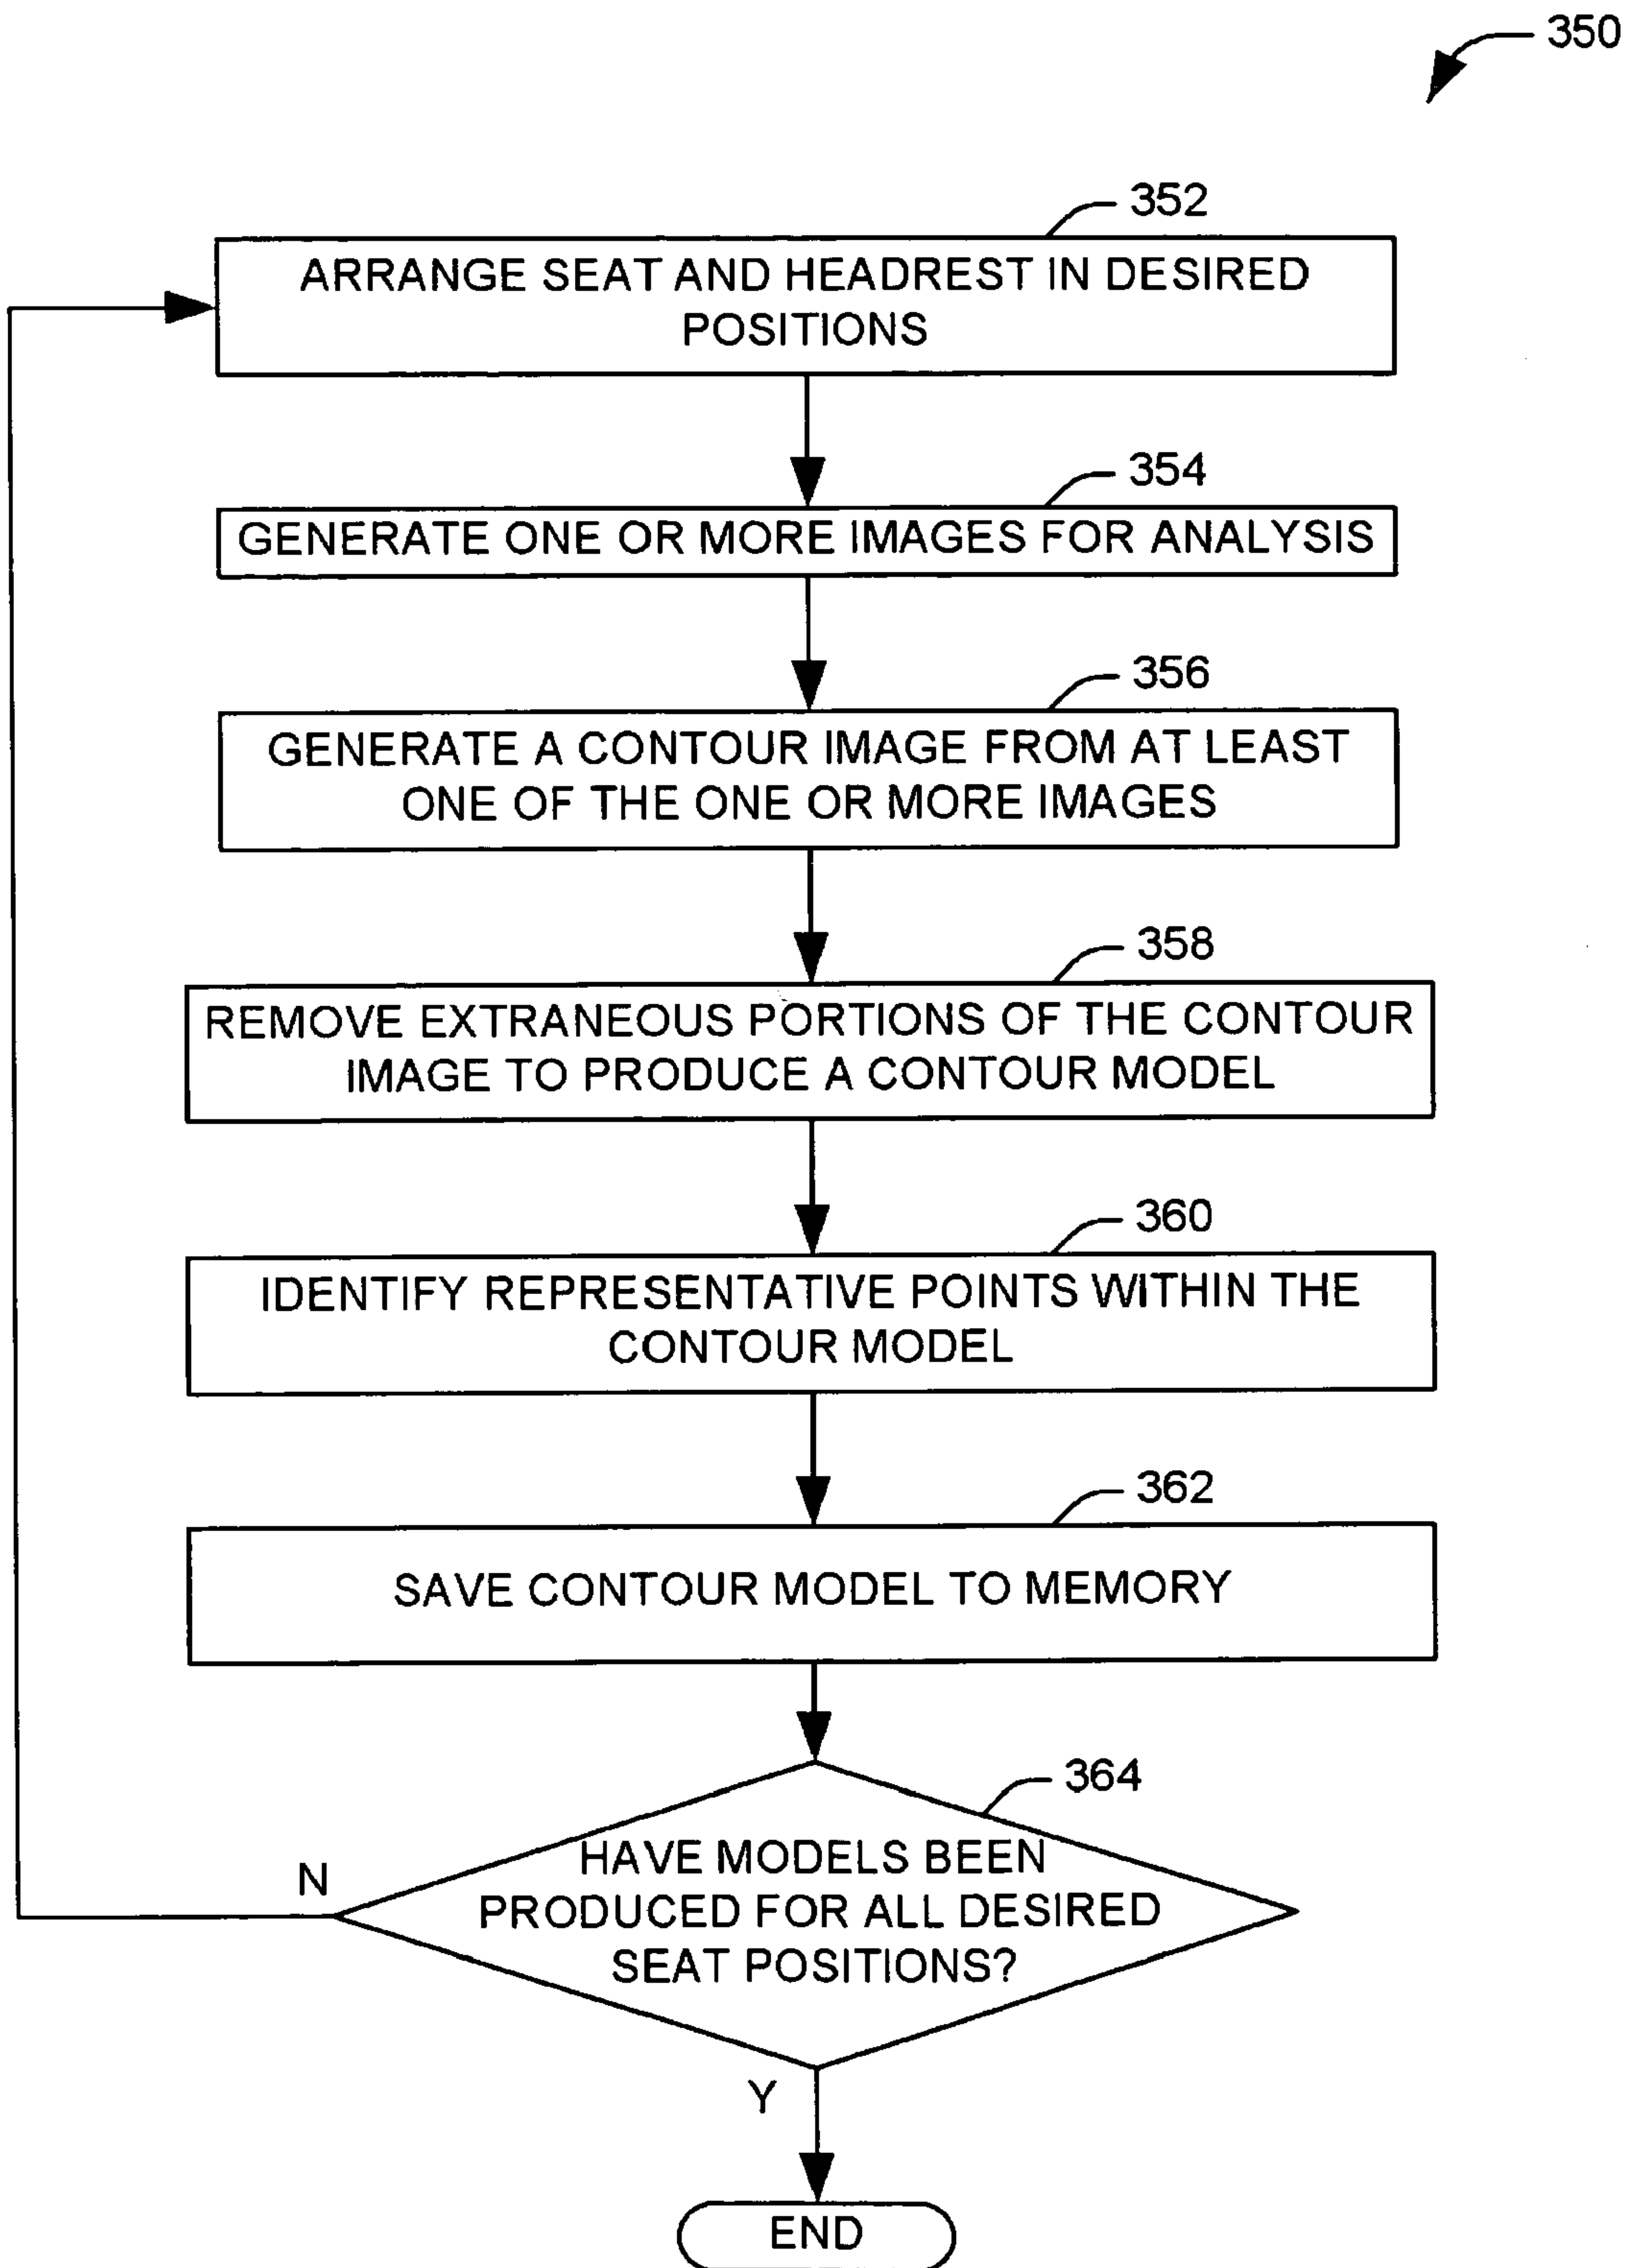 350
352
ARRANGE SEAT AND HEADREST IN DESIRED
POSITIONS
354
GENERATE ONE OR MORE IMAGES FOR ANALYSIS
356
GENERATE A CONTOUR IMAGE FROM AT LEAST
ONE OF THE ONE OR MORE IMAGES
358
REMOVE EXTRANEOUS PORTIONS OF THE CONTOUR
IMAGE TO PRODUCE A CONTOUR MODEL
360
IDENTIFY REPRESENTATIVE POINTS WITHIN THE
CONTOUR MODEL
362
SAVE CONTOUR MODEL TO MEMORY
364
HAVE MODELS BEEN
PRODUCED FOR ALL DESIRED
SEAT POSITIONS?
N
Y
END